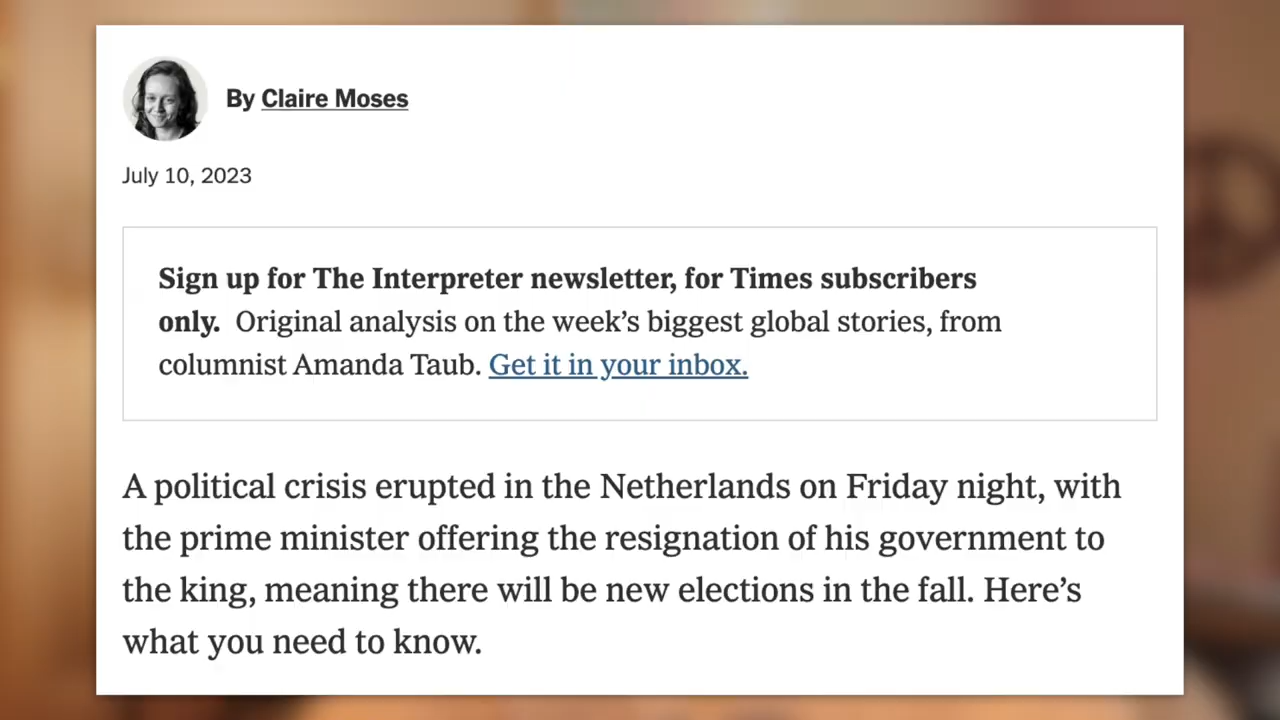 By Claire Moses
July 10, 2023
Sign up for The Interpreter newsletter, for Times subscribers
only. Original analysis on the week’s biggest global stories, from
columnist Amanda Taub. Get it in your inbox.
A political crisis erupted in the Netherlands on Friday night, with
the prime minister offering the resignation of his government to
the king, meaning there will be new elections in the fall. Here’s
what you need to know.